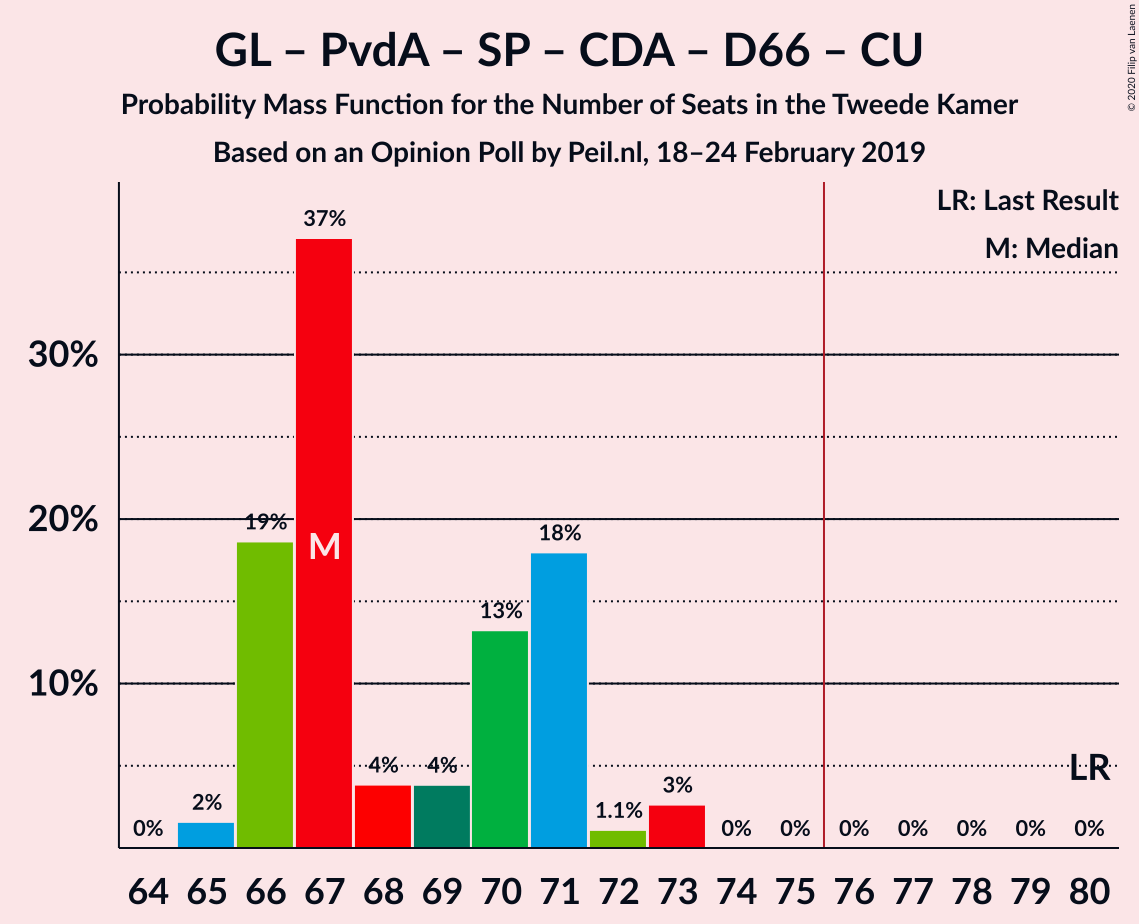 GL – PvdA – SP – CDA – D66 – CU
Probability Mass Function for the Number of Seats in the Tweede Kamer
Based on an Opinion Poll by Peil.nl, 18–24 February 2019
© 2020 Filip van Laenen
LR: Last Result
M: Median
30%
20%
10%
0% 2% 19% 37% 4% 4% 13% 18% 1.1% 3% 0% 0% 0% 0% 0% 0% 0%
M
LR
64 65 66 67 68 69 70 71 72 73 74 75 76 77 78 79 80